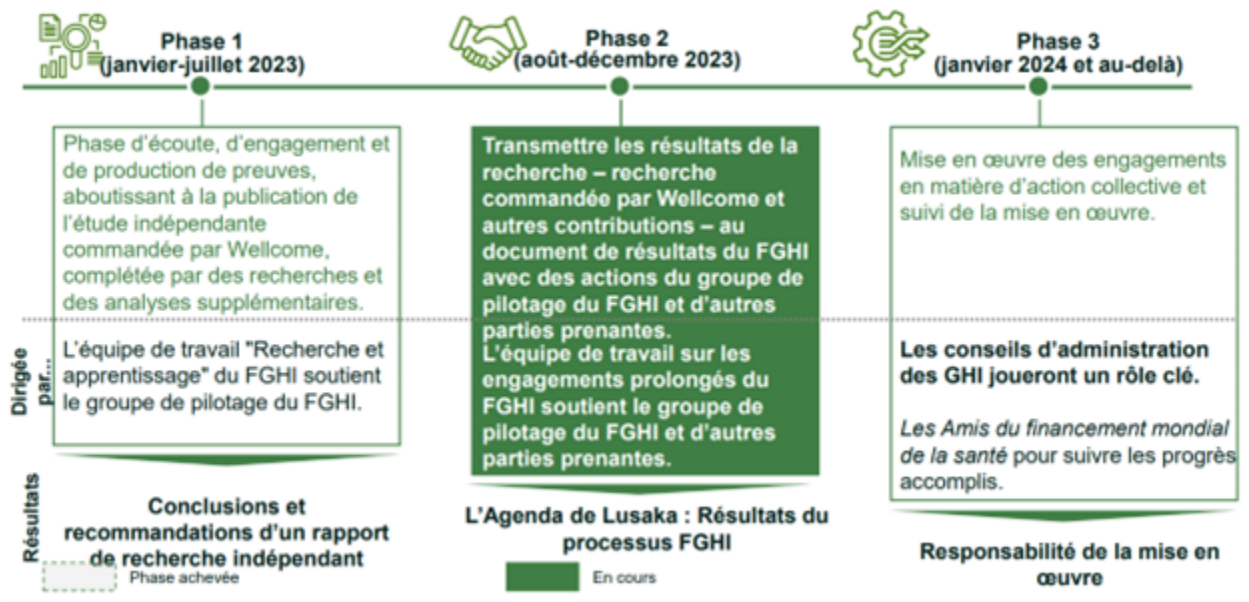 Phase 1
(janvier-juillet 2023)
Phase 2
(août-décembre 2023)
Phase 3
(janvier 2024 et au-delà)
Phase d'écoute, d'engagement et
de production de preuves,
aboutissant à la publication de
l'étude indépendante
commandée par Wellcome,
complétée par des recherches et
des analyses supplémentaires.
Transmettre les résultats de la
recherche – recherche
commandée par Wellcome et
autres contributions – au
document de résultats du FGHI
avec des actions du groupe de
pilotage du FGHI et d'autres
parties prenantes.
Mise en œuvre des engagements
en matière d'action collective et
suivi de la mise en œuvre.
Dirigée
par...
L'équipe de travail "Recherche et
apprentissage" du FGHI soutient
le groupe de pilotage du FGHI.
L'équipe de travail sur les
engagements prolongés du
FGHI soutient le groupe de
pilotage du FGHI et d'autres
parties prenantes.
Les conseils d'administration
des GHI joueront un rôle clé.
Les Amis du financement mondial
de la santé pour suivre les progrès
accomplis.
Résultats
Conclusions et
recommandations d'un rapport
de recherche indépendant
L'Agenda de Lusaka : Résultats du
processus FGHI
Responsabilité de la mise en
œuvre
Phase achevée
En cours